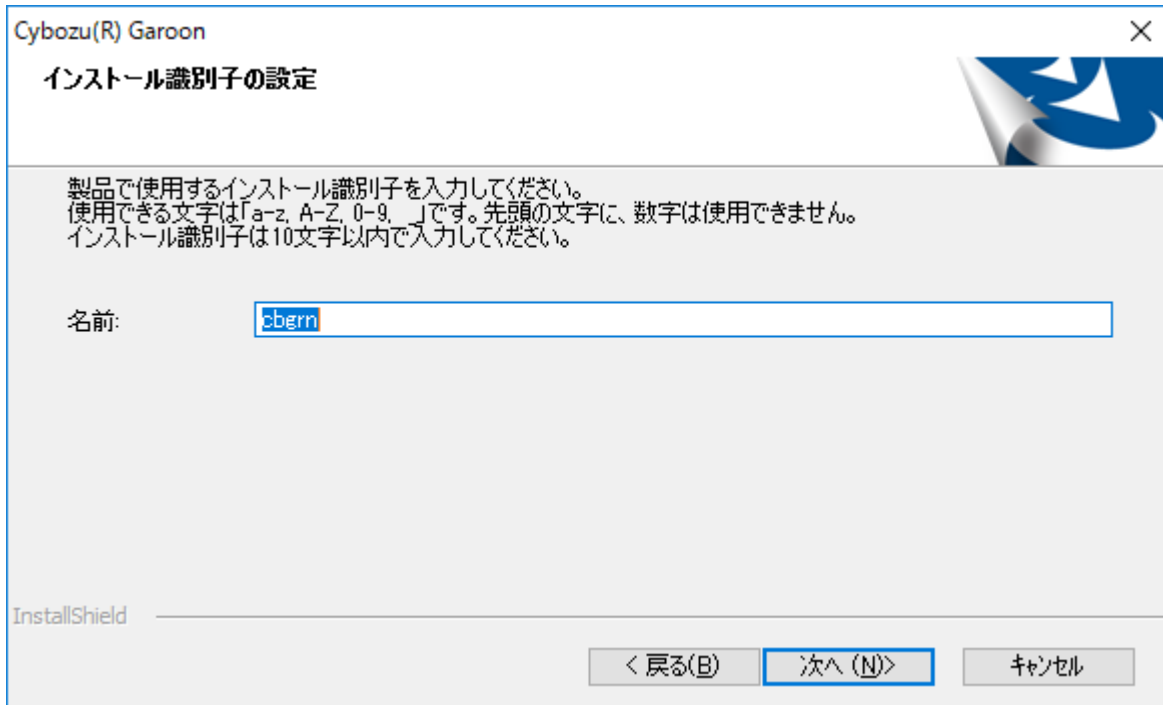 Cybozu(R) Garoon
インストール識別子の設定
製品で使用するインストール識別子を入力してください。
使用できる文字は「a-z, A-Z, 0-9, _」です。先頭の文字に、数字は使用できません。
インストール識別子は10文字以内で入力してください。
名前:
cbgrn
InstallShield
< 戻る(B)
次へ (N)>
キャンセル